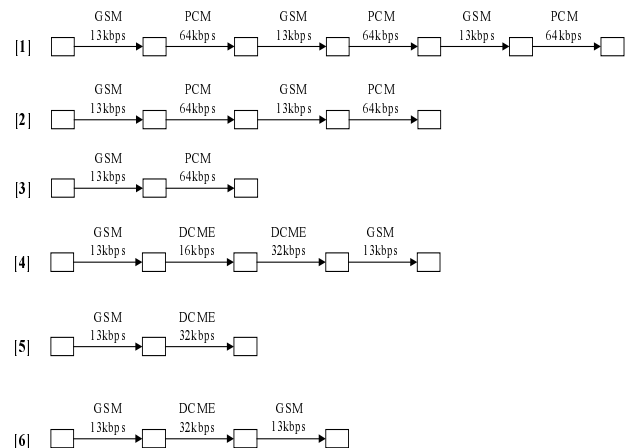 GSM PCM GSM PCM GSM PCM
[1] 13kbps 64kbps 13kbps 64kbps 13kbps 64kbps
GSM PCM GSM PCM
[2] 13kbps 64kbps 13kbps 64kbps
GSM PCM
[3] 13kbps 64kbps
GSM DCME DCME GSM
[4] 13kbps 16kbps 32kbps 13kbps
GSM DCME
[5] 13kbps 32kbps
GSM DCME GSM
[6] 13kbps 32kbps 13kbps